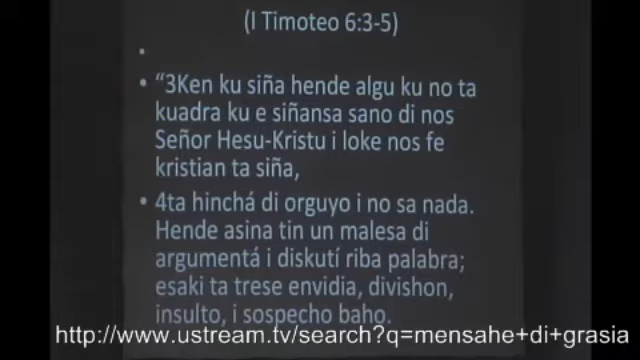 (I Timoteo 6:3-5)
•
• “3Ken ku siña hende algu ku no ta
kuadra ku e siñansa sano di nos
Señor Hesu-Kristu i loke nos fe
kristian ta siña,
• 4ta hinchá di orguyo i no sa nada.
Hende asina tin un malesa di
argumentá i diskutí riba palabra;
esaki ta trese envidia, divishon,
insulto, i sospecho baho.
http://www.ustream.tv/search?q=mensahe+di+grasia